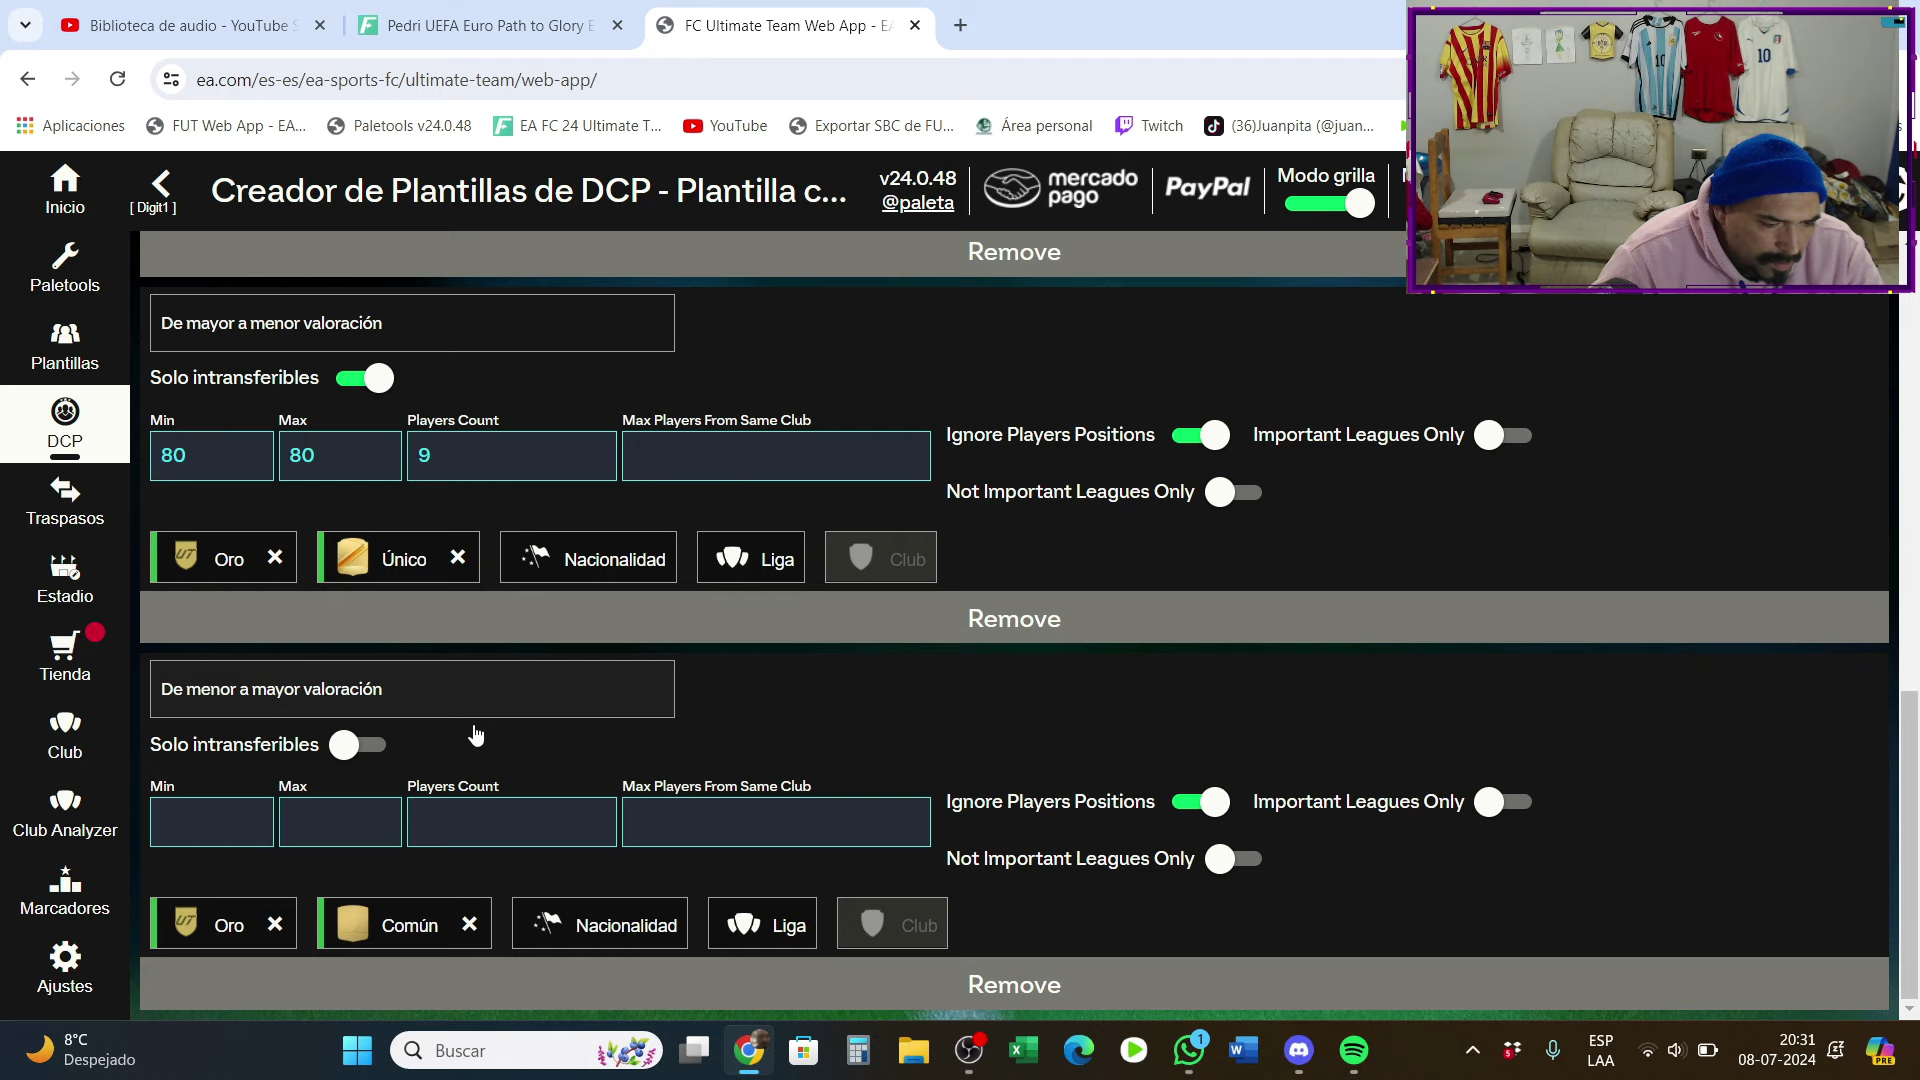 Biblioteca de audio - YouTube S
Pedri UEFA Euro Path to Glory E
FC Ultimate Team Web App - EA
ea.com/es-es/ea-sports-fc/ultimate-team/web-app/
Aplicaciones
FUT Web App - EA...
Paletools v24.0.48
EA FC 24 Ultimate T...
YouTube
Exportar SBC de FU...
Área personal
Twitch
(36)Juanpita (@juan...
Inicio
[ Digit1 ]
Creador de Plantillas de DCP - Plantilla c...
v24.0.48
@paleta
mercado
pago
PayPal
Modo grilla
Paletools
Plantillas
DCP
Traspasos
Estadio
Tienda
Club
Club Analyzer
Marcadores
Ajustes
Remove
De mayor a menor valoración
Solo intransferibles
Min
Max
Players Count
Max Players From Same Club
80
80
9
Ignore Players Positions
Important Leagues Only
Not Important Leagues Only
UT
Oro
Único
Nacionalidad
Liga
Club
Remove
De menor a mayor valoración
Solo intransferibles
Min
Max
Players Count
Max Players From Same Club
Ignore Players Positions
Important Leagues Only
Not Important Leagues Only
UT
Oro
Común
Nacionalidad
Liga
Club
Remove
10
10
8°C
Despejado
Buscar
1
ESP
LAA
20:31
08-07-2024
PRE